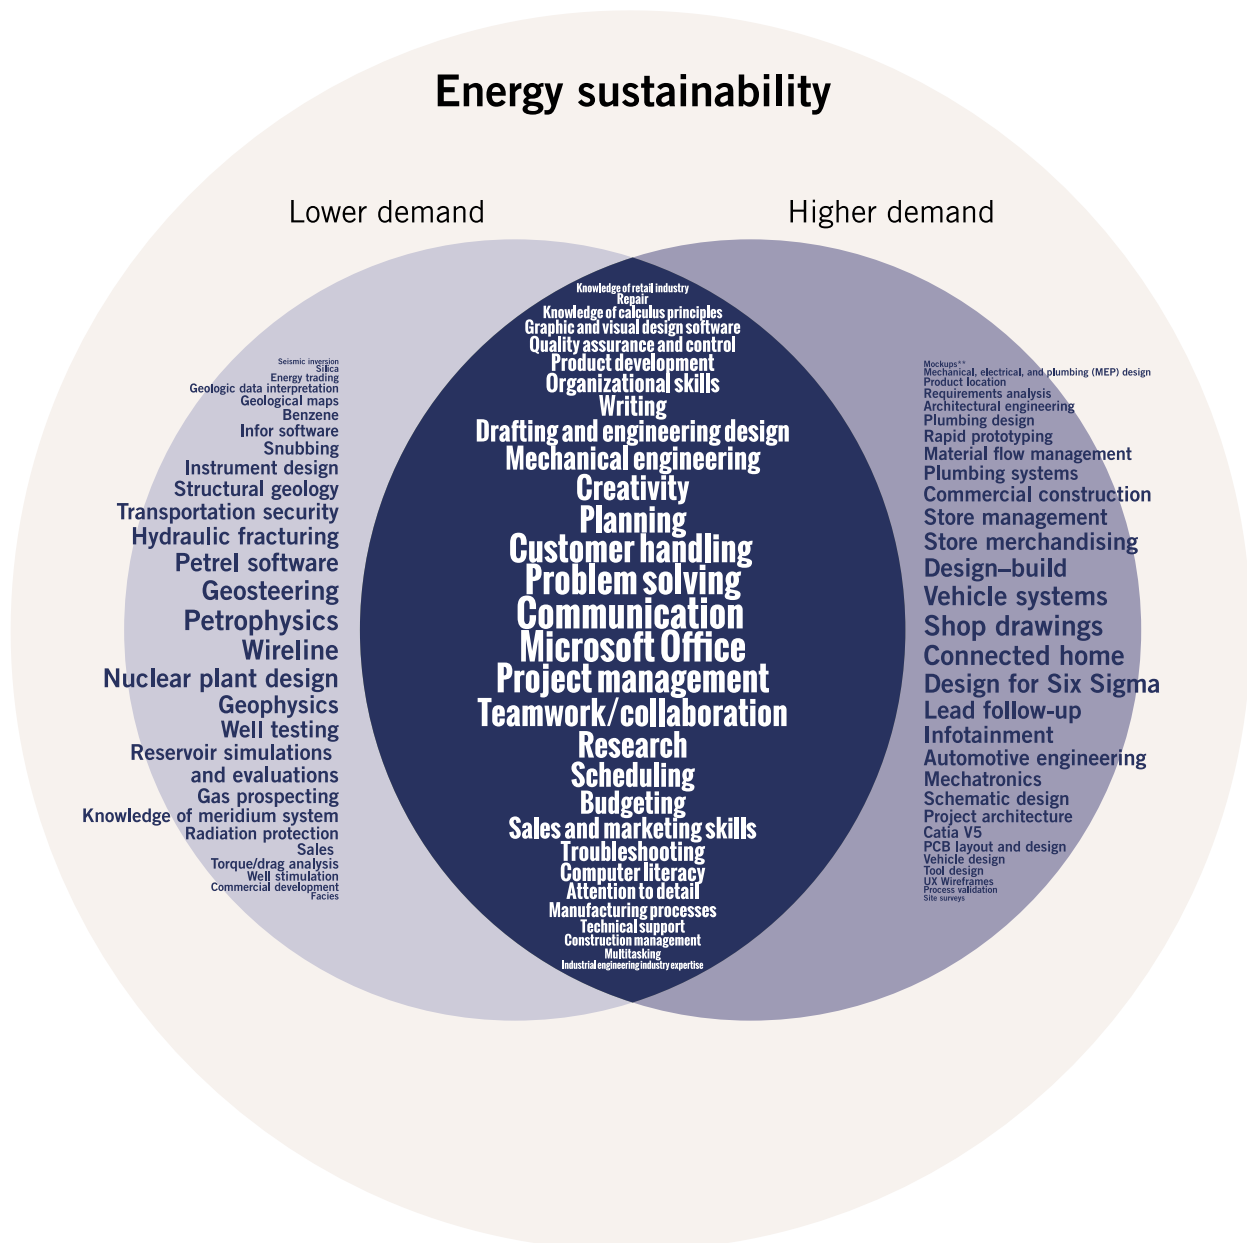 Energy sustainability
Lower demand
Higher demand
Seismic inversion
Silica
Energy trading
Geologic data interpretation
Geological maps
Benzene
Infor software
Snubbing
Instrument design
Structural geology
Transportation security
Hydraulic fracturing
Petrel software
Geosteering
Petrophysics
Wireline
Nuclear plant design
Geophysics
Well testing
Reservoir simulations
and evaluations
Gas prospecting
Knowledge of meridium system
Radiation protection
Sales
Torque/drag analysis
Well stimulation
Commercial development
Facies
Knowledge of retail industry
Repair
Knowledge of calculus principles
Graphic and visual design software
Quality assurance and control
Product development
Organizational skills
Writing
Drafting and engineering design
Mechanical engineering
Creativity
Planning
Customer handling
Problem solving
Communication
Microsoft Office
Project management
Teamwork/collaboration
Research
Scheduling
Budgeting
Sales and marketing skills
Troubleshooting
Computer literacy
Attention to detail
Manufacturing processes
Technical support
Construction management
Multitasking
Industrial engineering industry expertise
Mockups**
Mechanical, electrical, and plumbing (MEP) design
Product location
Requirements analysis
Architectural engineering
Plumbing design
Rapid prototyping
Material flow management
Plumbing systems
Commercial construction
Store management
Store merchandising
Design–build
Vehicle systems
Shop drawings
Connected home
Design for Six Sigma
Lead follow-up
Infotainment
Automotive engineering
Mechatronics
Schematic design
Project architecture
Catia V5
PCB layout and design
Vehicle design
Tool design
UX Wireframes
Process validation
Site surveys